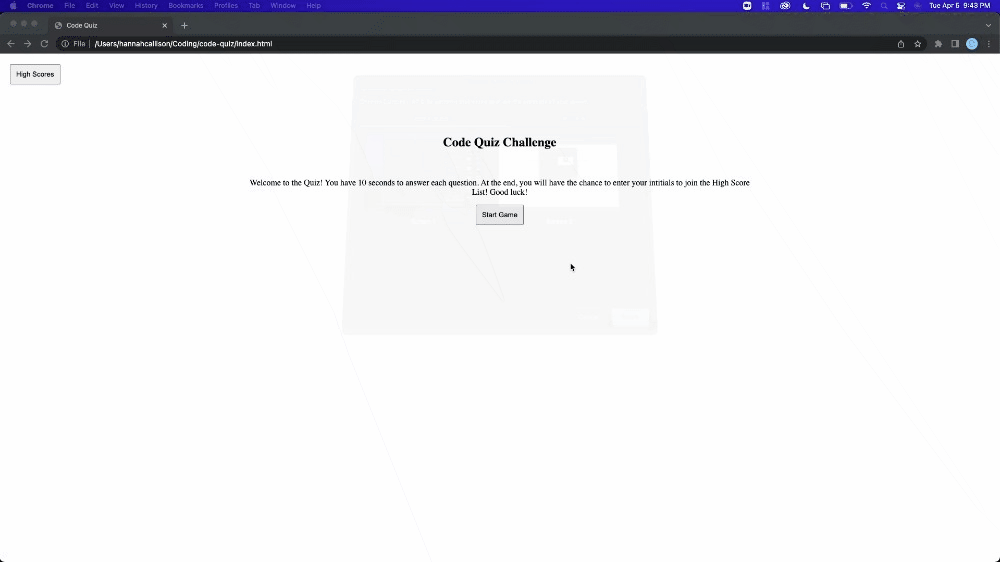 Chrome File Edit View History Bookmarks Profiles Tab Window Help Tue Apr 5 9:43 PM
Code Quiz
File /Users/hannahcallison/Coding/code-quiz/index.html
High Scores
Code Quiz Challenge
Welcome to the Quiz! You have 10 seconds to answer each question. At the end, you will have the chance to enter your intitials to join the High Score
List! Good luck!
Start Game